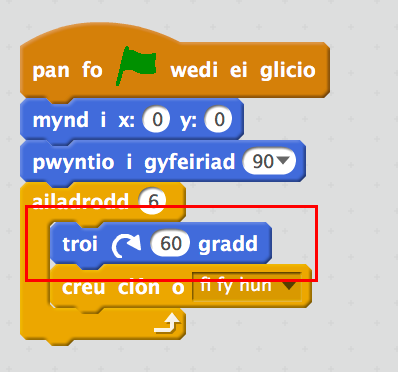 pan fo wedi ei glicio
mynd i x: 0 y: 0
pwyntio i gyfeiriad 90
ailadrodd 6
troi 60 gradd
creu clôn o fi fy hun